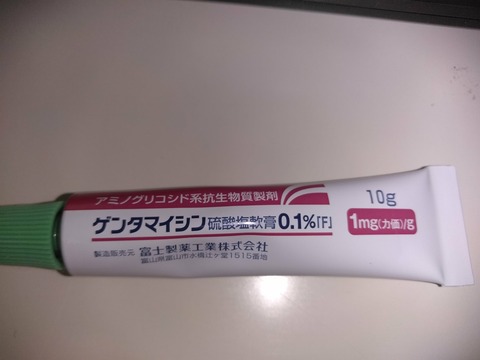 アミノグリコシド系抗生物質製剤
ゲンタマイシン硫酸塩軟膏0.1%「F」
10g
1mg(力価)/g
製造販売元 富士製薬工業株式会社
富山県富山市水橋辻ヶ堂1515番地